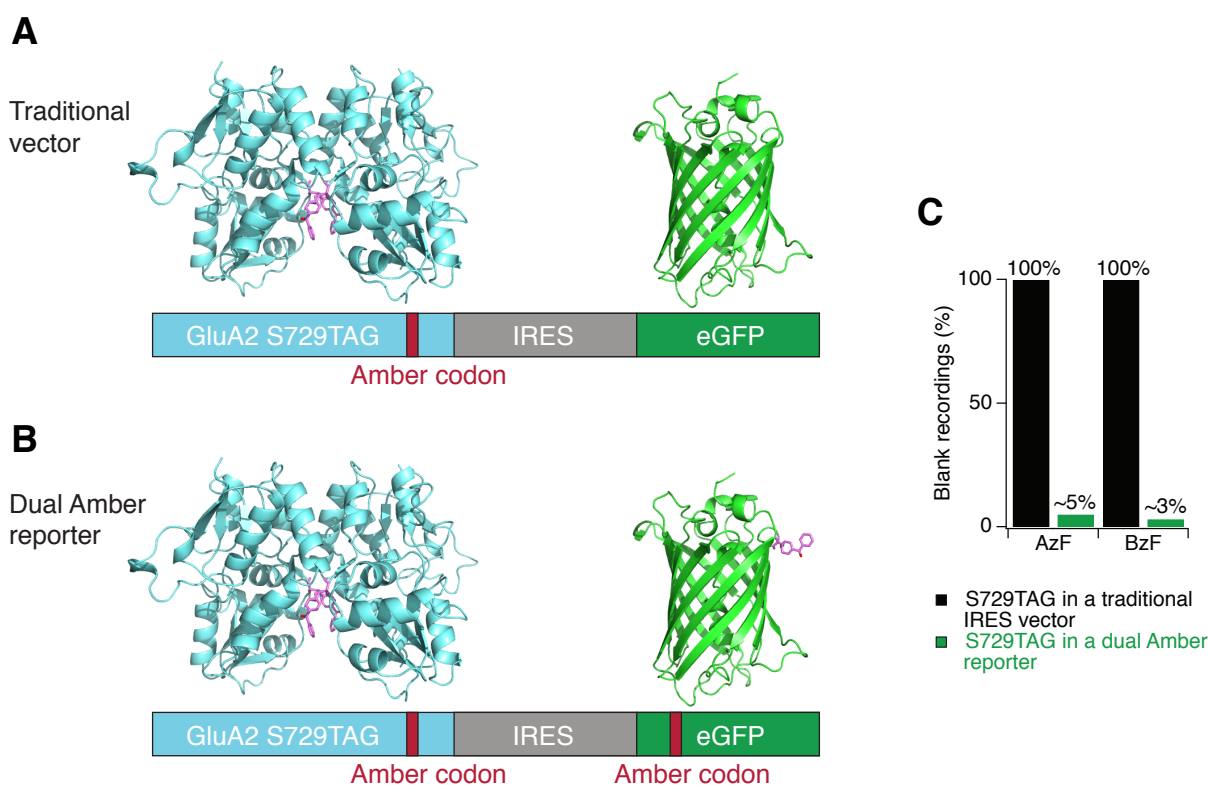 A
Traditional
vector
GluA2 S729TAG
IRES
eGFP
Amber codon
B
Dual Amber
reporter
GluA2 S729TAG
IRES
eGFP
Amber codon
Amber codon
C
Blank recordings (%)
100
50
0
100%
~5%
100%
~3%
AzF
BzF
S729TAG in a traditional
IRES vector
S729TAG in a dual Amber
reporter